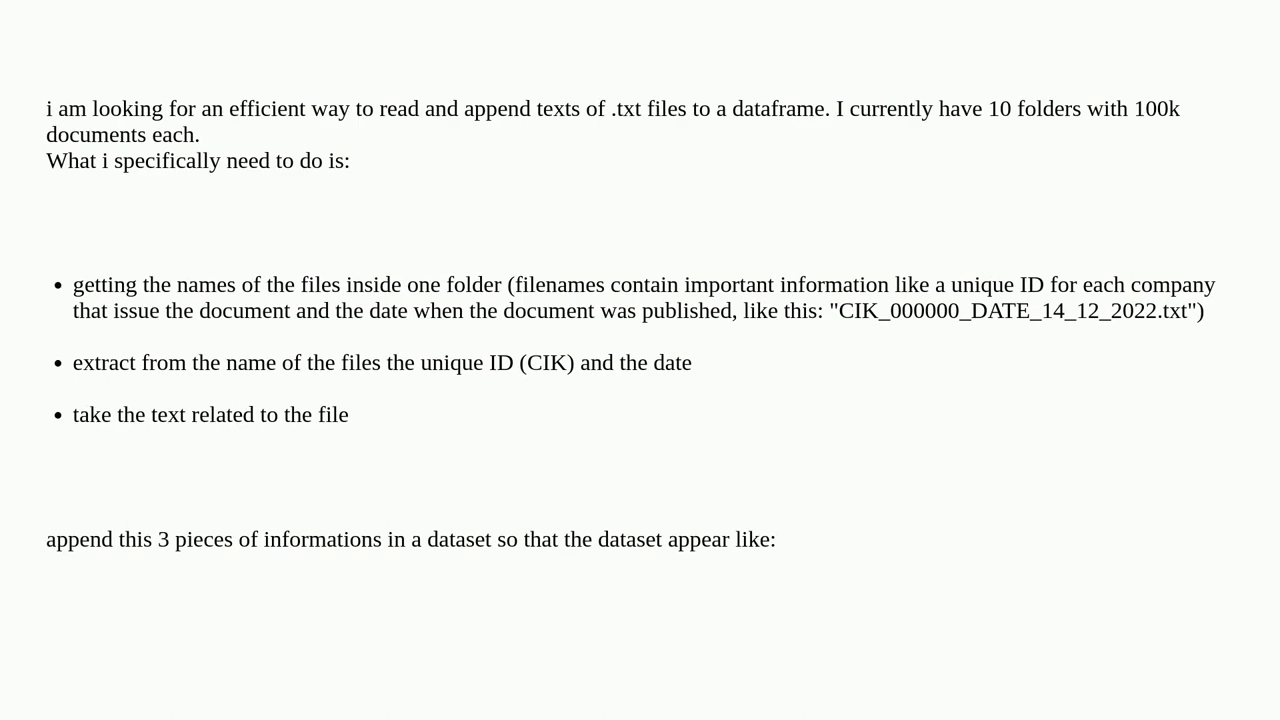 i am looking for an efficient way to read and append texts of .txt files to a dataframe. I currently have 10 folders with 100k
documents each.
What i specifically need to do is:
• getting the names of the files inside one folder (filenames contain important information like a unique ID for each company
that issue the document and the date when the document was published, like this: "CIK_000000_DATE_14_12_2022.txt")
• extract from the name of the files the unique ID (CIK) and the date
• take the text related to the file
append this 3 pieces of informations in a dataset so that the dataset appear like: